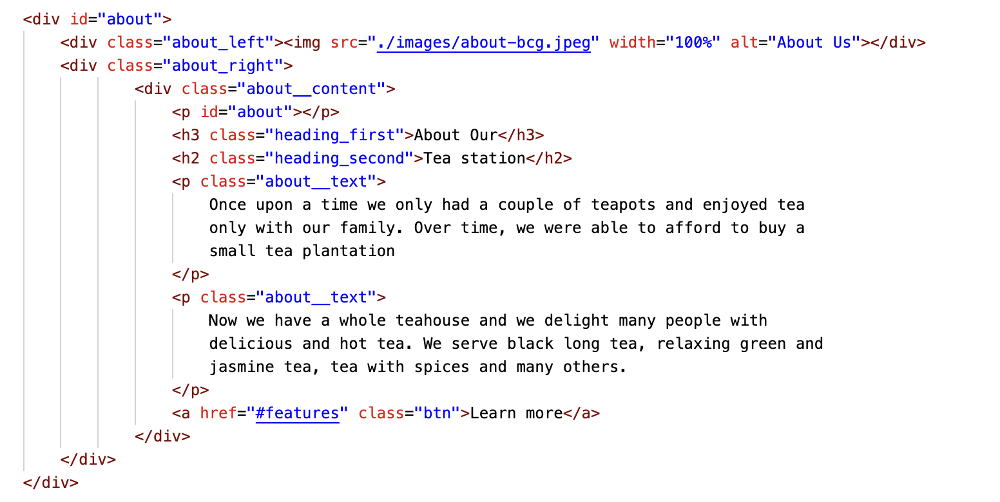 <div id="about">
    <div class="about_left"><img src="./images/about-bcg.jpeg" width="100%" alt="About Us"></div>
    <div class="about_right">
            <div class="about__content">
                <p id="about"></p>
                <h3 class="heading_first">About Our</h3>
                <h2 class="heading_second">Tea station</h2>
                <p class="about__text">
                    Once upon a time we only had a couple of teapots and enjoyed tea
                    only with our family. Over time, we were able to afford to buy a
                    small tea plantation
                </p>
                <p class="about__text">
                    Now we have a whole teahouse and we delight many people with
                    delicious and hot tea. We serve black long tea, relaxing green and
                    jasmine tea, tea with spices and many others.
                </p>
                <a href="#features" class="btn">Learn more</a>
            </div>
    </div>
</div>